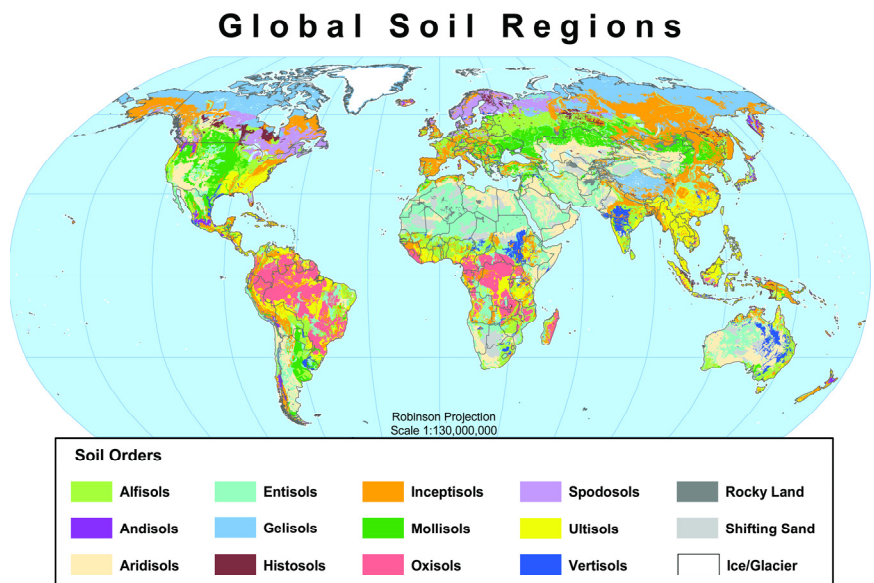 Global Soil Regions
Robinson Projection
Scale 1:130,000,000
Soil Orders
Alfisols Entisols Inceptisols Spodosols Rocky Land
Andisols Gelisols Mollisols Ultisols Shifting Sand
Aridisols Histosols Oxisols Vertisols Ice/Glacier